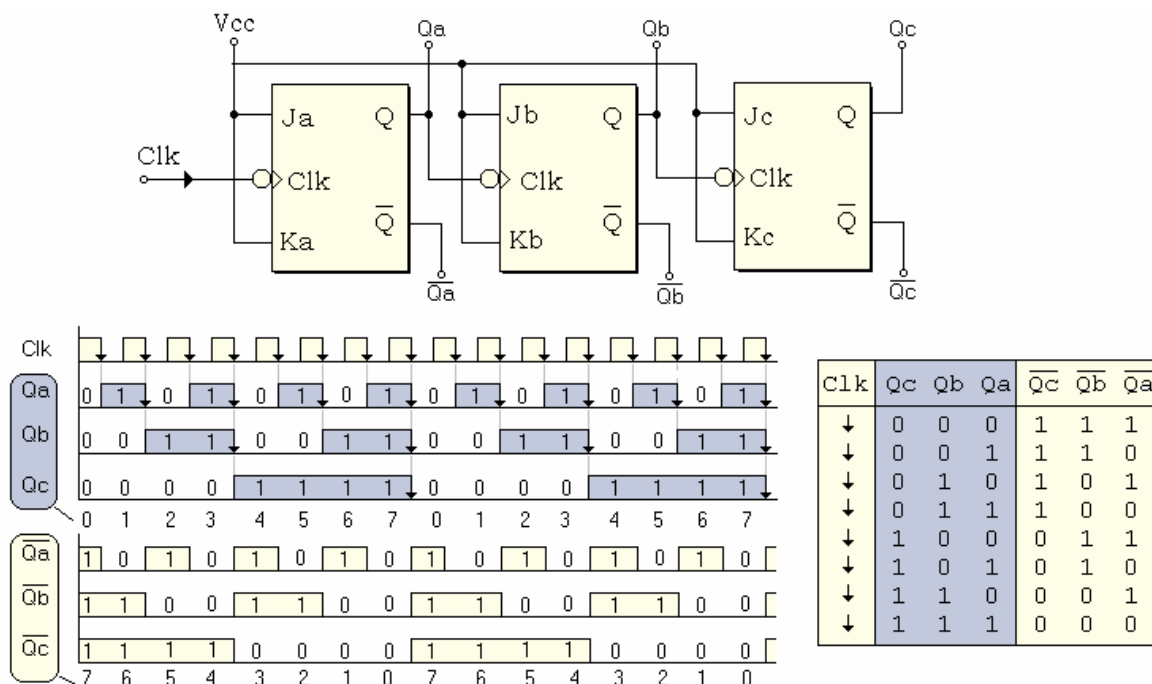 Vcc Qa Qb Qc
Ja Q Jb Q Jc Q
Clk Clk Clk Clk
Q̅ Q̅ Q̅
Ka Kb Kc
Q̅a̅ Q̅b̅ Q̅c̅
Clk
Qa 0 1 0 1 0 1 0 1 0 1 0 1 0 1 0 1
Qb 0 0 1 1 0 0 1 1 0 0 1 1 0 0 1 1
Qc 0 0 0 0 1 1 1 1 0 0 0 0 1 1 1 1
0 1 2 3 4 5 6 7 0 1 2 3 4 5 6 7
Q̅a̅ 1 0 1 0 1 0 1 0 1 0 1 0 1 0 1 0
Q̅b̅ 1 1 0 0 1 1 0 0 1 1 0 0 1 1 0 0
Q̅c̅ 1 1 1 1 0 0 0 0 1 1 1 1 0 0 0 0
7 6 5 4 3 2 1 0 7 6 5 4 3 2 1 0
Clk Qc Qb Qa Q̅c̅ Q̅b̅ Q̅a̅
↓ 0 0 0 1 1 1
↓ 0 0 1 1 1 0
↓ 0 1 0 1 0 1
↓ 0 1 1 1 0 0
↓ 1 0 0 0 1 1
↓ 1 0 1 0 1 0
↓ 1 1 0 0 0 1
↓ 1 1 1 0 0 0